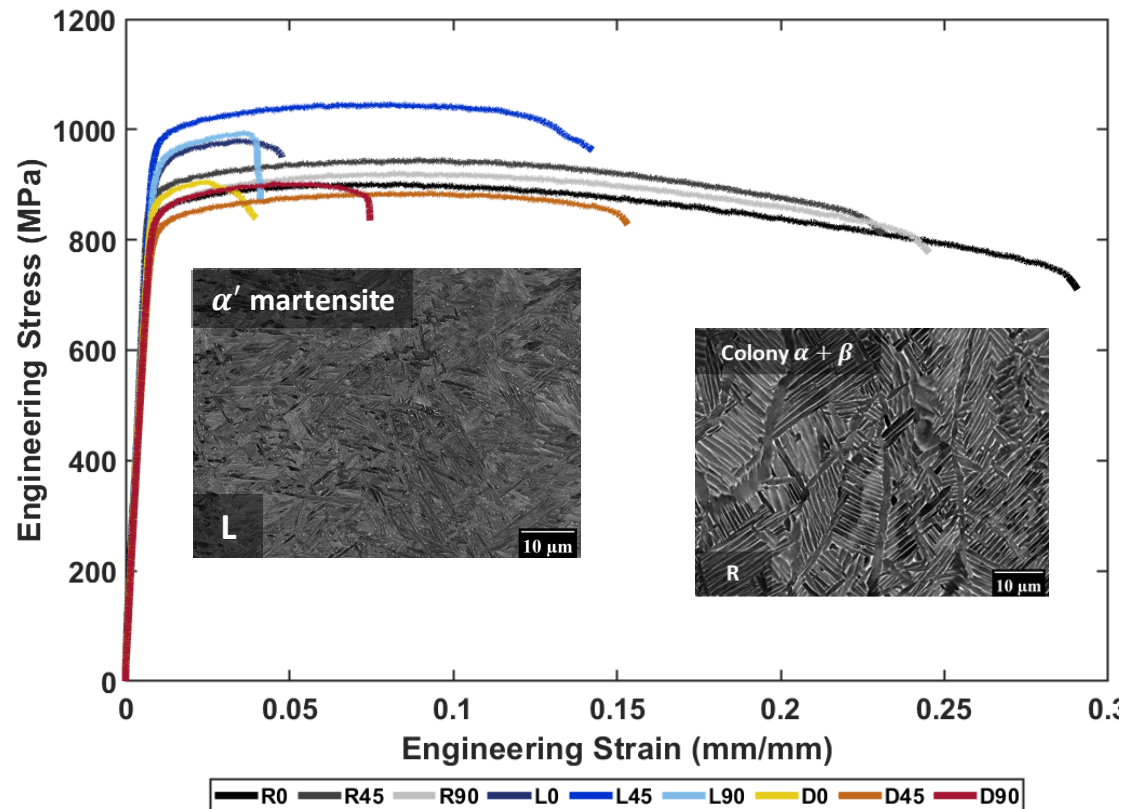 1200
1000
800
600
400
200
0
Engineering Stress (MPa)
α′ martensite
L
10 μm
Colony α + β
R
10 μm
0 0.05 0.1 0.15 0.2 0.25 0.3
Engineering Strain (mm/mm)
R0 R45 R90 L0 L45 L90 D0 D45 D90